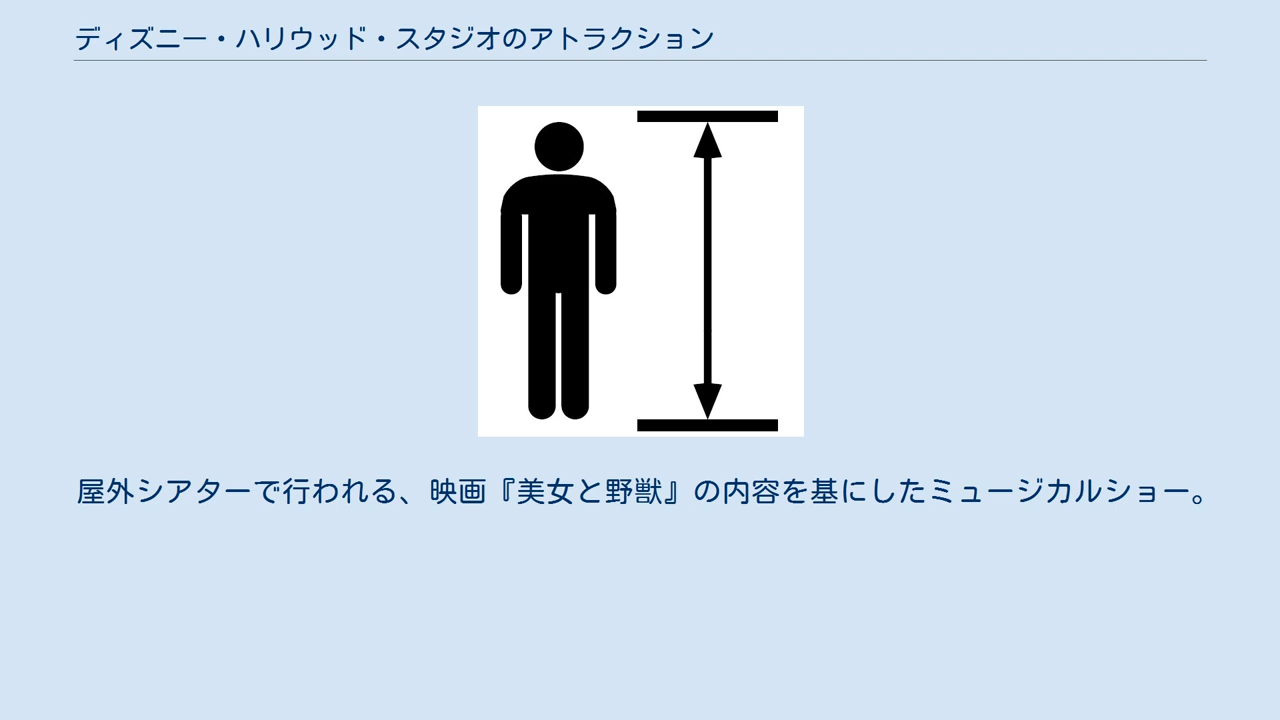 ディズニー・ハリウッド・スタジオのアトラクション
屋外シアターで行われる、映画『美女と野獣』の内容を基にしたミュージカルショー。